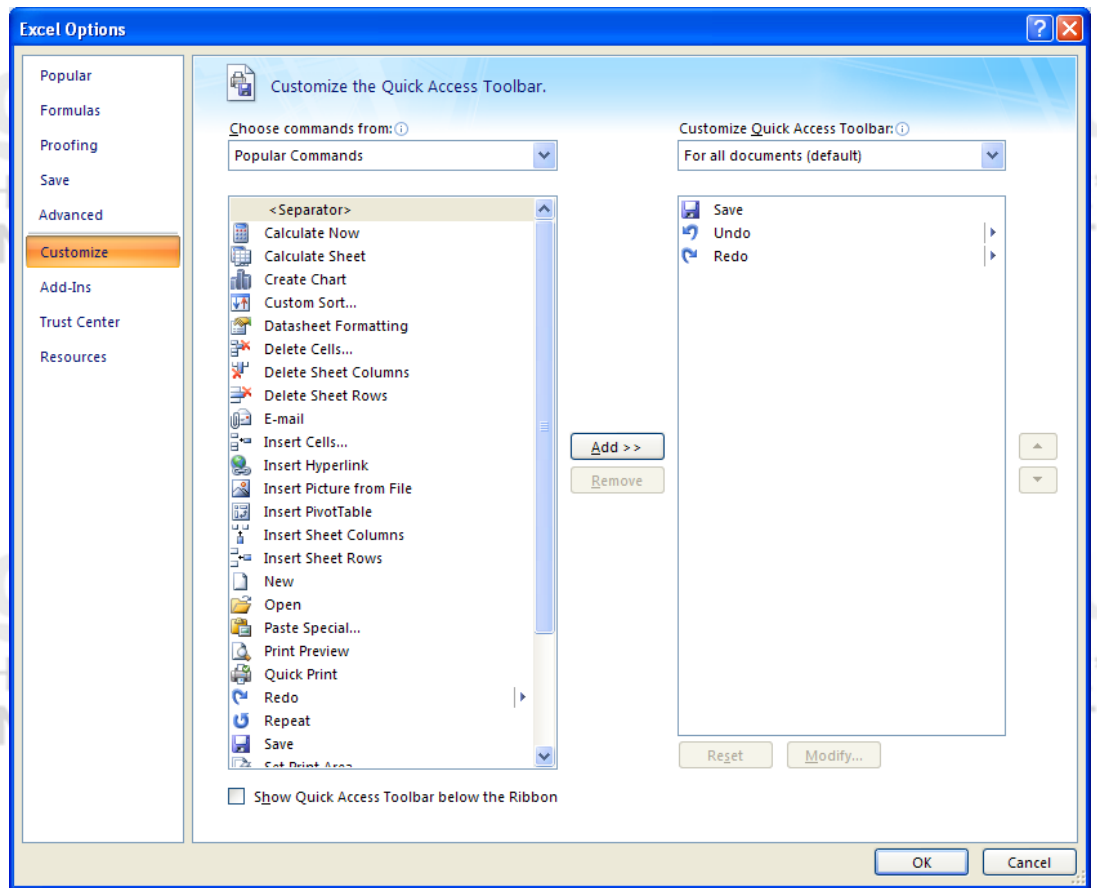 Excel Options
Popular
Formulas
Proofing
Save
Advanced
Customize
Add-Ins
Trust Center
Resources
Customize the Quick Access Toolbar.
Choose commands from:
Popular Commands
<Separator>
Calculate Now
Calculate Sheet
Create Chart
Custom Sort...
Datasheet Formatting
Delete Cells...
Delete Sheet Columns
Delete Sheet Rows
E-mail
Insert Cells...
Insert Hyperlink
Insert Picture from File
Insert PivotTable
Insert Sheet Columns
Insert Sheet Rows
New
Open
Paste Special...
Print Preview
Quick Print
Redo
Repeat
Save
Set Print Area
Show Quick Access Toolbar below the Ribbon
Add >>
Remove
Customize Quick Access Toolbar:
For all documents (default)
Save
Undo
Redo
Reset
Modify...
OK
Cancel